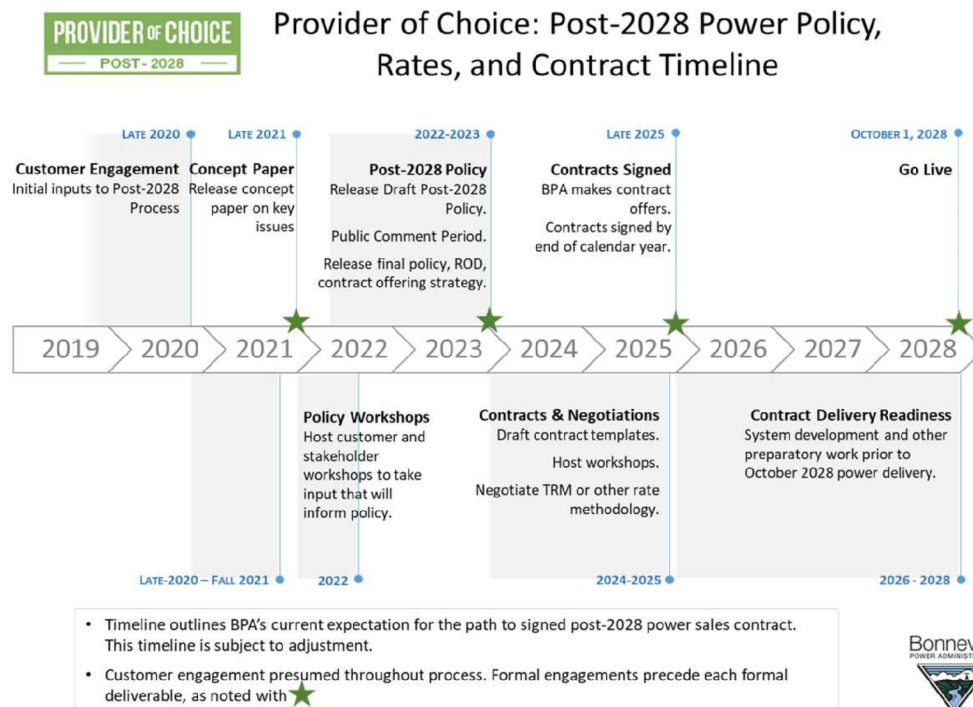 PROVIDER OF CHOICE
POST - 2028
Provider of Choice: Post-2028 Power Policy,
Rates, and Contract Timeline
LATE 2020
Customer Engagement
Initial inputs to Post-2028
Process
LATE 2021
Concept Paper
Release concept
paper on key
issues
2022-2023
Post-2028 Policy
Release Draft Post-2028
Policy.
Public Comment Period.
Release final policy, ROD,
contract offering strategy.
LATE 2025
Contracts Signed
BPA makes contract
offers.
Contracts signed by
end of calendar year.
OCTOBER 1, 2028
Go Live
2019
2020
2021
2022
2023
2024
2025
2026
2027
2028
Policy Workshops
Host customer and
stakeholder
workshops to take
input that will
inform policy.
Contracts & Negotiations
Draft contract templates.
Host workshops.
Negotiate TRM or other rate
methodology.
Contract Delivery Readiness
System development and other
preparatory work prior to
October 2028 power delivery.
LATE-2020 – FALL 2021
2022
2024-2025
2026 - 2028
• Timeline outlines BPA's current expectation for the path to signed post-2028 power sales contract.
This timeline is subject to adjustment.
• Customer engagement presumed throughout process. Formal engagements precede each formal
deliverable, as noted with
Bonnev
POWER ADMINIST